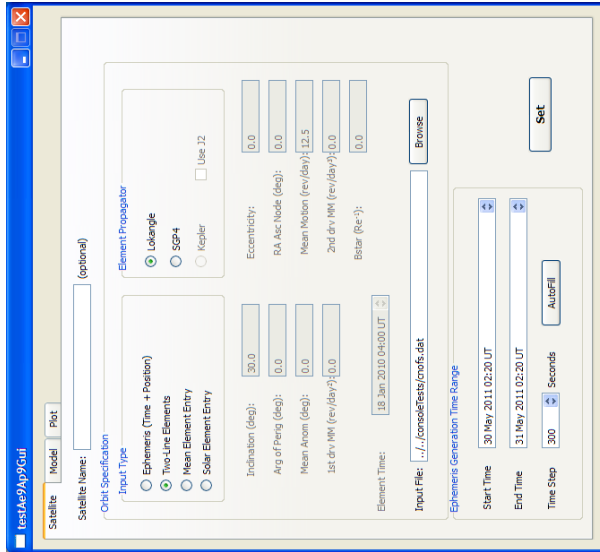 testAe9Ap9Gui
Satellite Model Plot
Satellite Name: (optional)
Orbit Specification
Input Type
Ephemeris (Time + Position)
Two-Line Elements
Mean Element Entry
Solar Element Entry
Element Propagator
Lokangle
SGP4
Kepler Use J2
Inclination (deg): 30.0 Eccentricity: 0.0
Arg of Perig (deg): 0.0 RA Asc Node (deg): 0.0
Mean Anom (deg): 0.0 Mean Motion (rev/day): 12.5
1st drv MM (rev/day²): 0.0 2nd drv MM (rev/day³): 0.0
Bstar (Re⁻¹): 0.0
Element Time: 18 Jan 2010 04:00 UT
Input File: ../../consoleTests/cnofs.dat Browse
Ephemeris Generation Time Range
Start Time 30 May 2011 02:20 UT
End Time 31 May 2011 02:20 UT
Time Step 300 Seconds AutoFill
Set